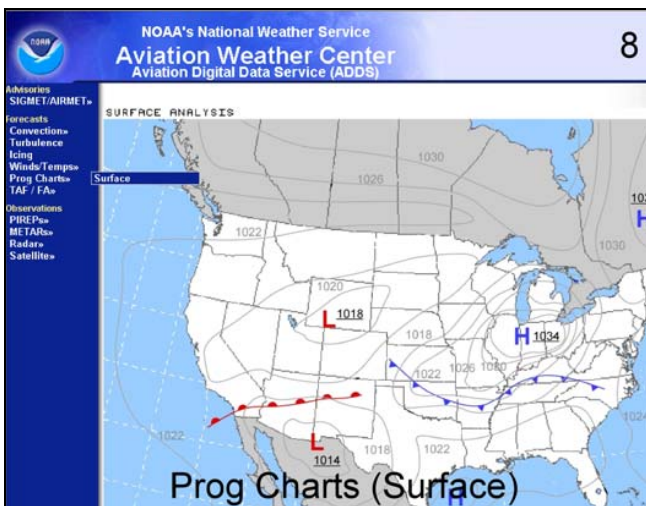 NOAA
NOAA's National Weather Service
Aviation Weather Center
Aviation Digital Data Service (ADDS)
8
Advisories
SIGMET/AIRMET»
Forecasts
Convection»
Turbulence
Icing
Winds/Temps»
Prog Charts»
Surface
TAF / FA»
Observations
PIREPs»
METARs»
Radar»
Satellite»
SURFACE ANALYSIS
1030
1026
1022
1030
H
1020
L 1018
1018
H 1034
1022
1026
1030
1022
L
1014
1018
1022
1024
H
Prog Charts (Surface)